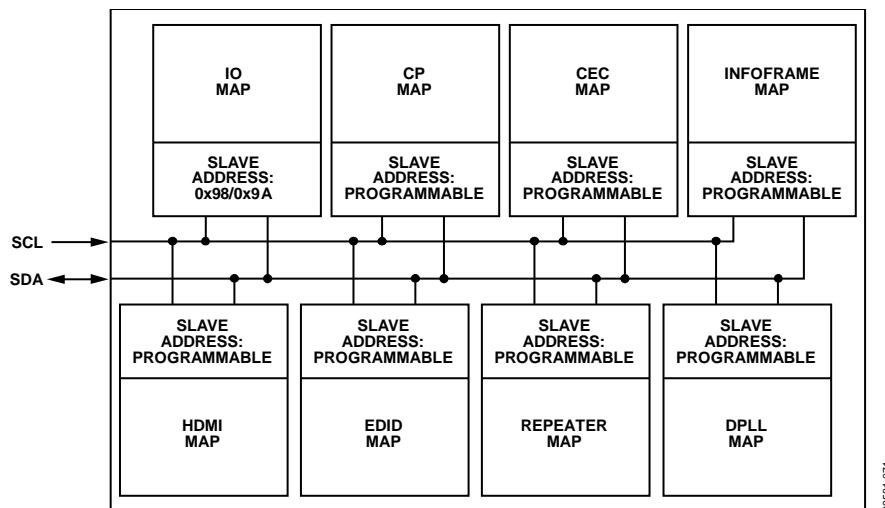 IO
MAP
CP
MAP
CEC
MAP
INFOFRAME
MAP
SLAVE
ADDRESS:
0x98/0x9A
SLAVE
ADDRESS:
PROGRAMMABLE
SLAVE
ADDRESS:
PROGRAMMABLE
SLAVE
ADDRESS:
PROGRAMMABLE
SCL
SDA
SLAVE
ADDRESS:
PROGRAMMABLE
SLAVE
ADDRESS:
PROGRAMMABLE
SLAVE
ADDRESS:
PROGRAMMABLE
SLAVE
ADDRESS:
PROGRAMMABLE
HDMI
MAP
EDID
MAP
REPEATER
MAP
DPLL
MAP